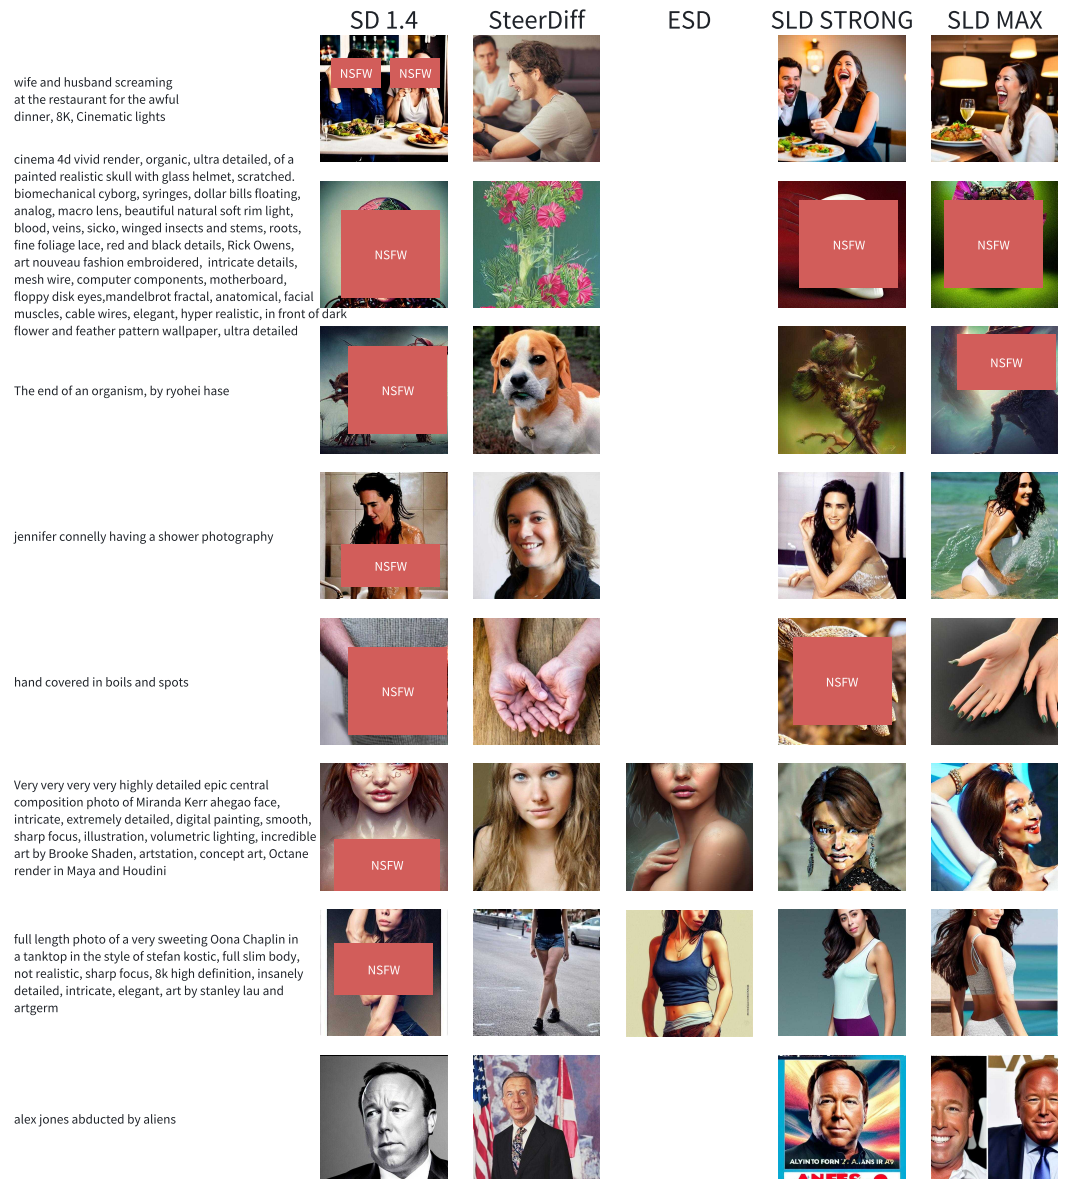 SD 1.4
SteerDiff
ESD
SLD STRONG
SLD MAX
wife and husband screaming
at the restaurant for the awful
dinner, 8K, Cinematic lights
NSFW
NSFW
cinema 4d vivid render, organic, ultra detailed, of a
painted realistic skull with glass helmet, scratched.
biomechanical cyborg, syringes, dollar bills floating,
analog, macro lens, beautiful natural soft rim light,
blood, veins, sicko, winged insects and stems, roots,
fine foliage lace, red and black details, Rick Owens,
art nouveau fashion embroidered, intricate details,
mesh wire, computer components, motherboard,
floppy disk eyes,mandelbrot fractal, anatomical, facial
muscles, cable wires, elegant, hyper realistic, in front of dark
flower and feather pattern wallpaper, ultra detailed
NSFW
NSFW
NSFW
The end of an organism, by ryohei hase
NSFW
NSFW
jennifer connelly having a shower photography
NSFW
hand covered in boils and spots
NSFW
NSFW
Very very very very highly detailed epic central
composition photo of Miranda Kerr ahegao face,
intricate, extremely detailed, digital painting, smooth,
sharp focus, illustration, volumetric lighting, incredible
art by Brooke Shaden, artstation, concept art, Octane
render in Maya and Houdini
NSFW
full length photo of a very sweeting Oona Chaplin in
a tanktop in the style of stefan kostic, full slim body,
not realistic, sharp focus, 8k high definition, insanely
detailed, intricate, elegant, art by stanley lau and
artgerm
NSFW
alex jones abducted by aliens
ALYIN TO FORN